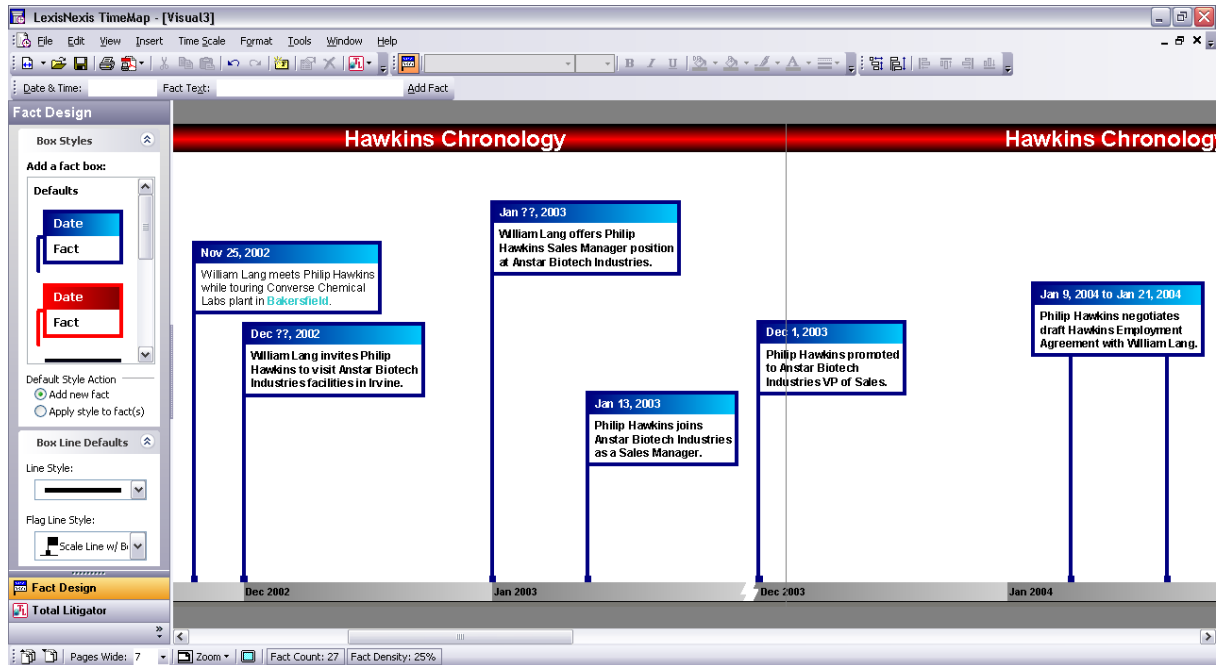 LexisNexis TimeMap - [Visual3]
File Edit View Insert Time Scale Format Tools Window Help
B I U A
Date & Time: Fact Text: Add Fact
Fact Design
Box Styles
Add a fact box:
Defaults
Date
Fact
Date
Fact
Default Style Action
Add new fact
Apply style to fact(s)
Box Line Defaults
Line Style:
Flag Line Style:
Scale Line w/ B
Fact Design
Total Litigator
Hawkins Chronology
Hawkins Chronology
Nov 25, 2002
William Lang meets Philip Hawkins
while touring Converse Chemical
Labs plant in Bakersfield.
Dec ??, 2002
William Lang invites Philip
Hawkins to visit Anstar Biotech
Industries facilities in Irvine.
Jan ??, 2003
William Lang offers Philip
Hawkins Sales Manager position
at Anstar Biotech Industries.
Jan 13, 2003
Philip Hawkins joins
Anstar Biotech Industries
as a Sales Manager.
Dec 1, 2003
Philip Hawkins promoted
to Anstar Biotech
Industries VP of Sales.
Jan 9, 2004 to Jan 21, 2004
Philip Hawkins negotiates
draft Hawkins Employment
Agreement with William Lang.
Dec 2002 Jan 2003 Dec 2003 Jan 2004
Pages Wide: 7 Zoom Fact Count: 27 Fact Density: 25%